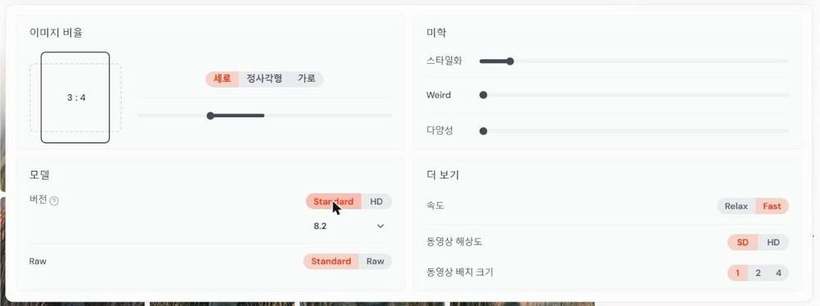 이미지 비율
3 : 4
세로 정사각형 가로
미학
스타일화
Weird
다양성
모델
버전 ?
Standard HD
8.2
Raw
Standard Raw
더 보기
속도
Relax Fast
동영상 해상도
SD HD
동영상 배치 크기
1 2 4